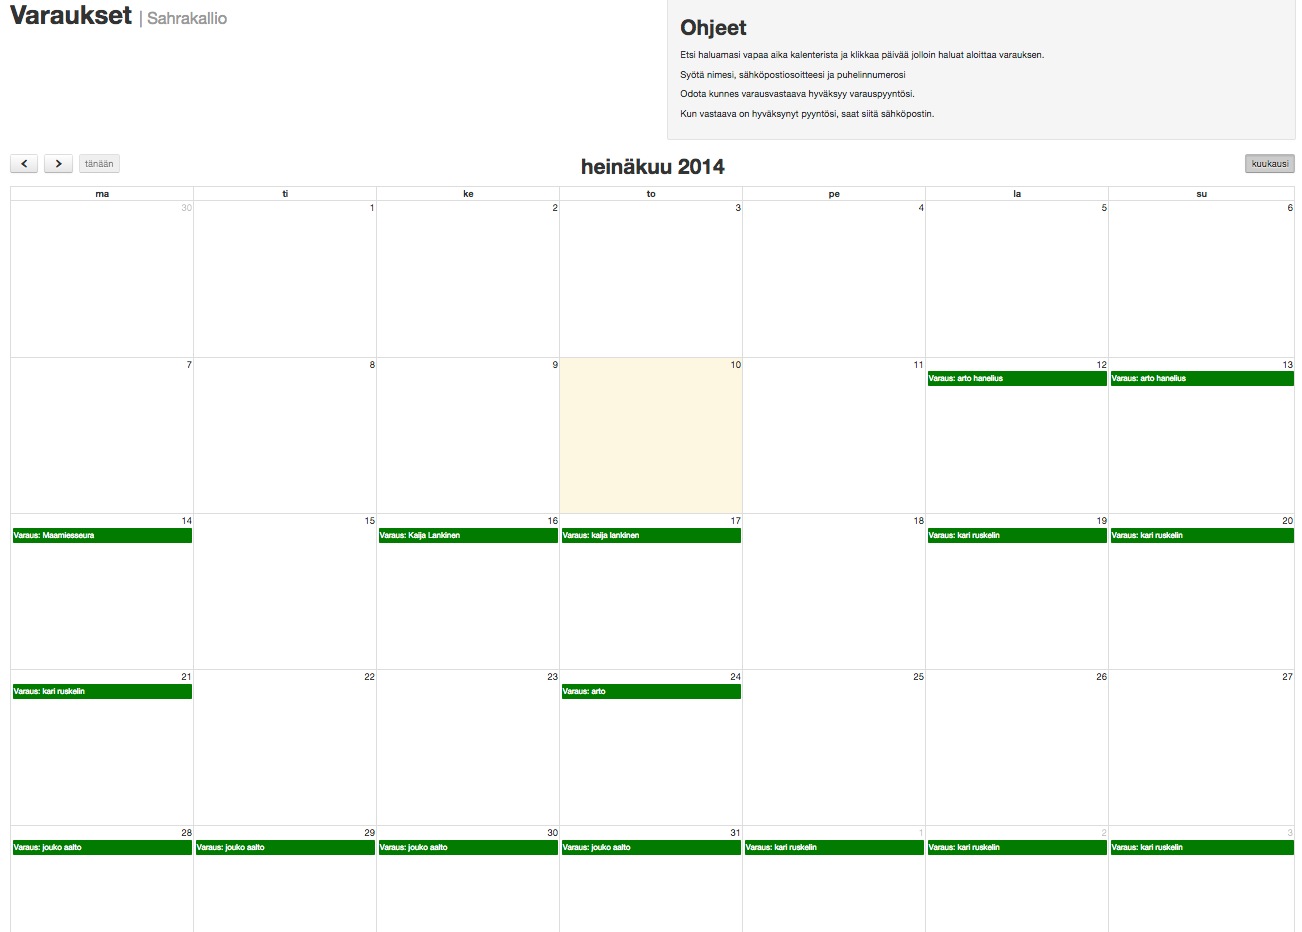 Varaukset | Sahrakallio
Ohjeet
Etsi haluamasi vapaa aika kalenterista ja klikkaa päivää jolloin haluat aloittaa varauksen.
Syötä nimesi, sähköpostiosoitteesi ja puhelinnumerosi
Odota kunnes varausvastaava hyväksyy varauspyyntösi.
Kun vastaava on hyväksynyt pyyntösi, saat siitä sähköpostin.
tänään heinäkuu 2014 kuukausi
ma ti ke to pe la su
30 1 2 3 4 5 6
7 8 9 10 11 12 13
Varaus: arto hanelius Varaus: arto hanelius
14 15 16 17 18 19 20
Varaus: Maamiesseura Varaus: Kaija Lankinen Varaus: kaija lankinen Varaus: kari ruskelin Varaus: kari ruskelin
21 22 23 24 25 26 27
Varaus: kari ruskelin Varaus: arto
28 29 30 31 1 2 3
Varaus: jouko aalto Varaus: jouko aalto Varaus: jouko aalto Varaus: jouko aalto Varaus: kari ruskelin Varaus: kari ruskelin Varaus: kari ruskelin